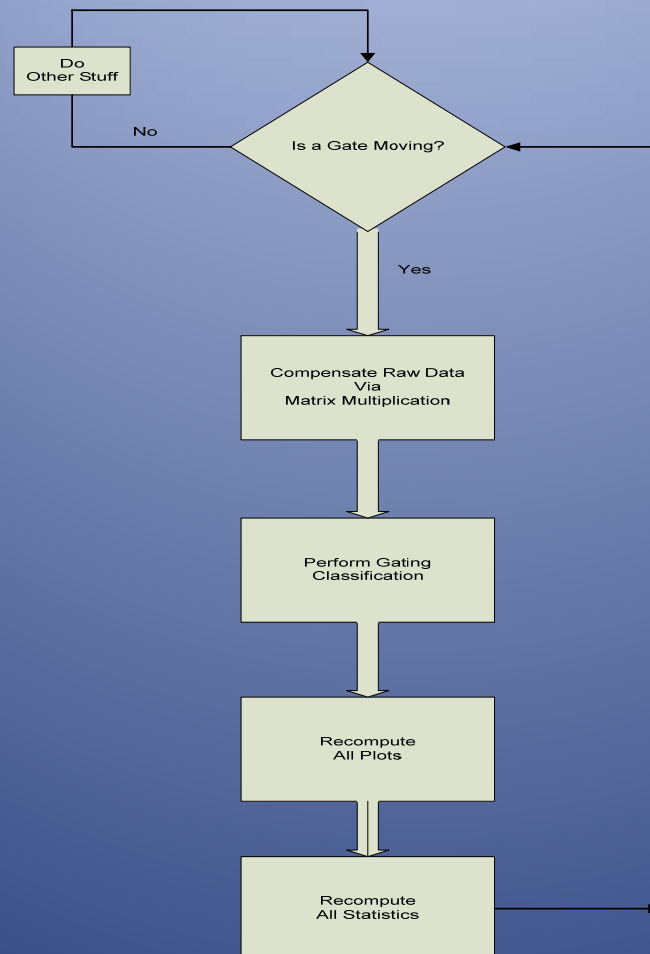 Do
Other Stuff
No
Is a Gate Moving?
Yes
Compensate Raw Data
Via
Matrix Multiplication
Perform Gating
Classification
Recompute
All Plots
Recompute
All Statistics